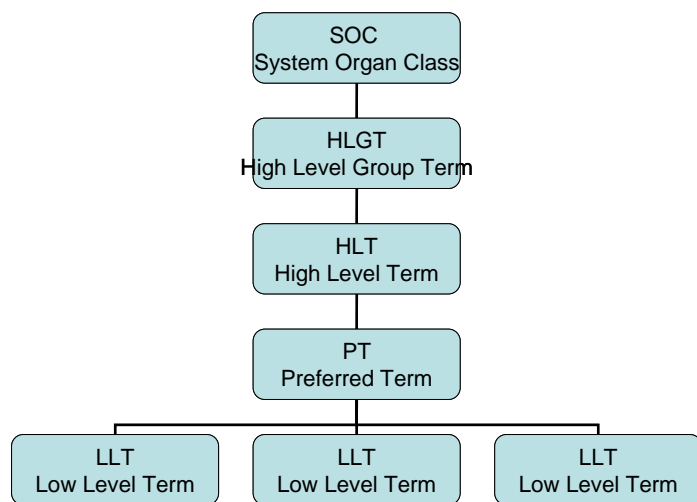 SOC
System Organ Class
HLGT
High Level Group Term
HLT
High Level Term
PT
Preferred Term
LLT
Low Level Term
LLT
Low Level Term
LLT
Low Level Term